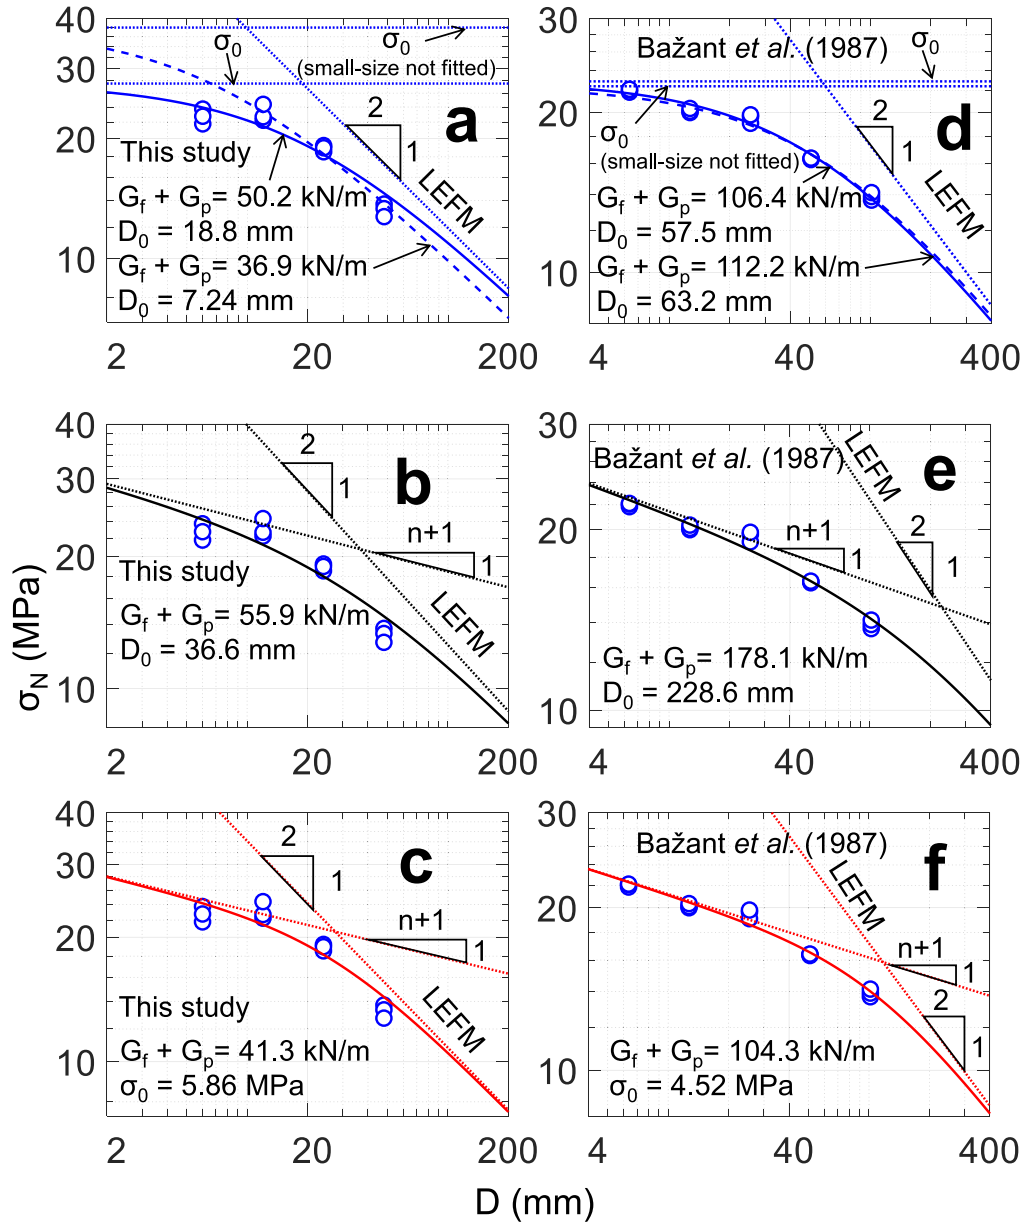 40
30
20
10
σ0
σ0
(small-size not fitted)
2
1
a
This study
LEFM
Gf + Gp= 50.2 kN/m
D0 = 18.8 mm
Gf + Gp= 36.9 kN/m
D0 = 7.24 mm
2
20
200
30
20
10
Bažant et al. (1987)
σ0
2
1
d
σ0
(small-size not fitted)
LEFM
Gf + Gp= 106.4 kN/m
D0 = 57.5 mm
Gf + Gp= 112.2 kN/m
D0 = 63.2 mm
4
40
400
σN (MPa)
40
30
20
10
2
1
b
n+1
1
This study
LEFM
Gf + Gp= 55.9 kN/m
D0 = 36.6 mm
2
20
200
30
20
10
Bažant et al. (1987)
LEFM
e
n+1
1
2
1
Gf + Gp= 178.1 kN/m
D0 = 228.6 mm
4
40
400
40
30
20
10
2
1
c
n+1
1
This study
LEFM
Gf + Gp= 41.3 kN/m
σ0 = 5.86 MPa
2
20
200
30
20
10
Bažant et al. (1987)
LEFM
f
n+1
1
2
1
Gf + Gp= 104.3 kN/m
σ0 = 4.52 MPa
4
40
400
D (mm)